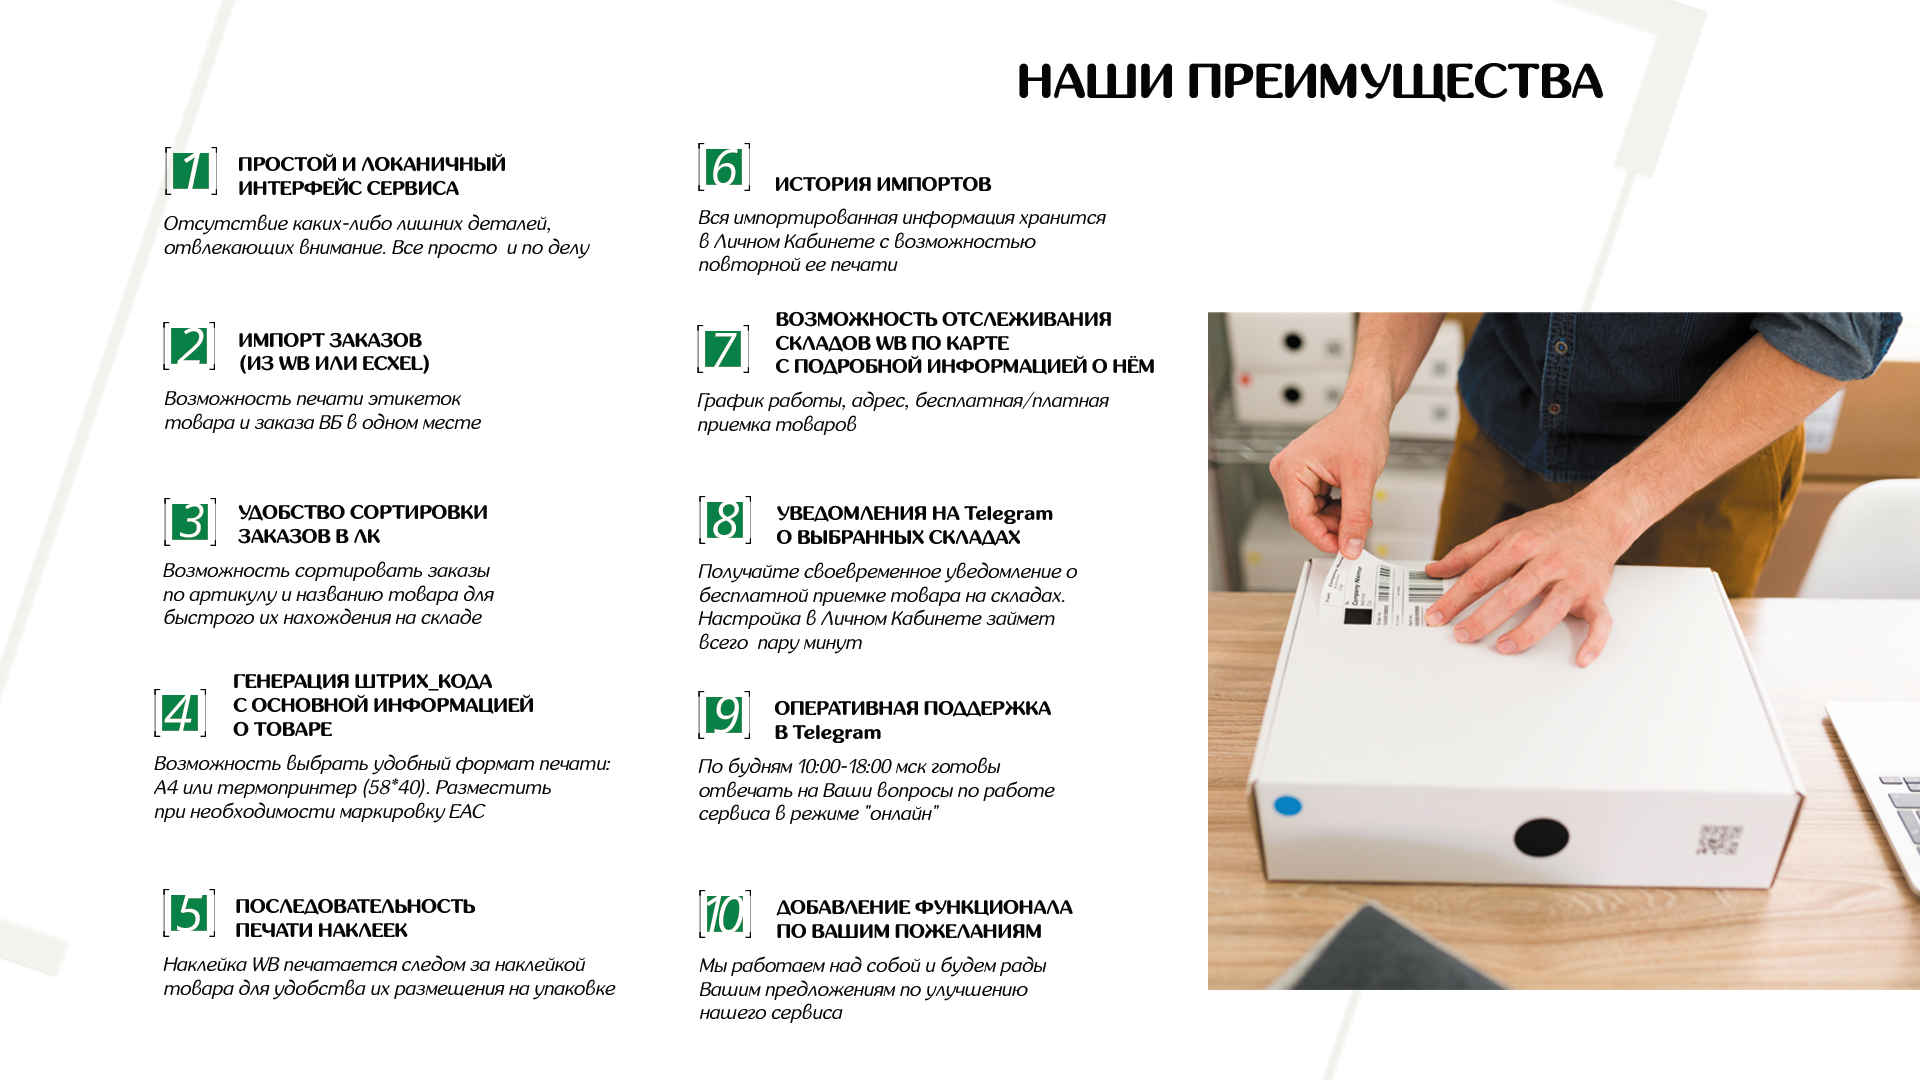 НАШИ ПРЕИМУЩЕСТВА
1
ПРОСТОЙ И ЛОКАНИЧНЫЙ
ИНТЕРФЕЙС СЕРВИСА
Отсутствие каких-либо лишних деталей,
отвлекающих внимание. Все просто и по делу
2
ИМПОРТ ЗАКАЗОВ
(ИЗ WB ИЛИ ECXEL)
Возможность печати этикеток
товара и заказа ВБ в одном месте
3
УДОБСТВО СОРТИРОВКИ
ЗАКАЗОВ В ЛК
Возможность сортировать заказы
по артикулу и названию товара для
быстрого их нахождения на складе
4
ГЕНЕРАЦИЯ ШТРИХ_КОДА
С ОСНОВНОЙ ИНФОРМАЦИЕЙ
О ТОВАРЕ
Возможность выбрать удобный формат печати:
А4 или термопринтер (58*40). Разместить
при необходимости маркировку ЕАС
5
ПОСЛЕДОВАТЕЛЬНОСТЬ
ПЕЧАТИ НАКЛЕЕК
Наклейка WB печатается следом за наклейкой
товара для удобства их размещения на упаковке
6
ИСТОРИЯ ИМПОРТОВ
Вся импортированная информация хранится
в Личном Кабинете с возможностью
повторной ее печати
7
ВОЗМОЖНОСТЬ ОТСЛЕЖИВАНИЯ
СКЛАДОВ WB ПО КАРТЕ
С ПОДРОБНОЙ ИНФОРМАЦИЕЙ О НЁМ
График работы, адрес, бесплатная/платная
приемка товаров
8
УВЕДОМЛЕНИЯ НА Telegram
О ВЫБРАННЫХ СКЛАДАХ
Получайте своевременное уведомление о
бесплатной приемке товара на складах.
Настройка в Личном Кабинете займет
всего пару минут
9
ОПЕРАТИВНАЯ ПОДДЕРЖКА
В Telegram
По будням 10:00-18:00 мск готовы
отвечать на Ваши вопросы по работе
сервиса в режиме "онлайн"
10
ДОБАВЛЕНИЕ ФУНКЦИОНАЛА
ПО ВАШИМ ПОЖЕЛАНИЯМ
Мы работаем над собой и будем рады
Вашим предложениям по улучшению
нашего сервиса
Company Name